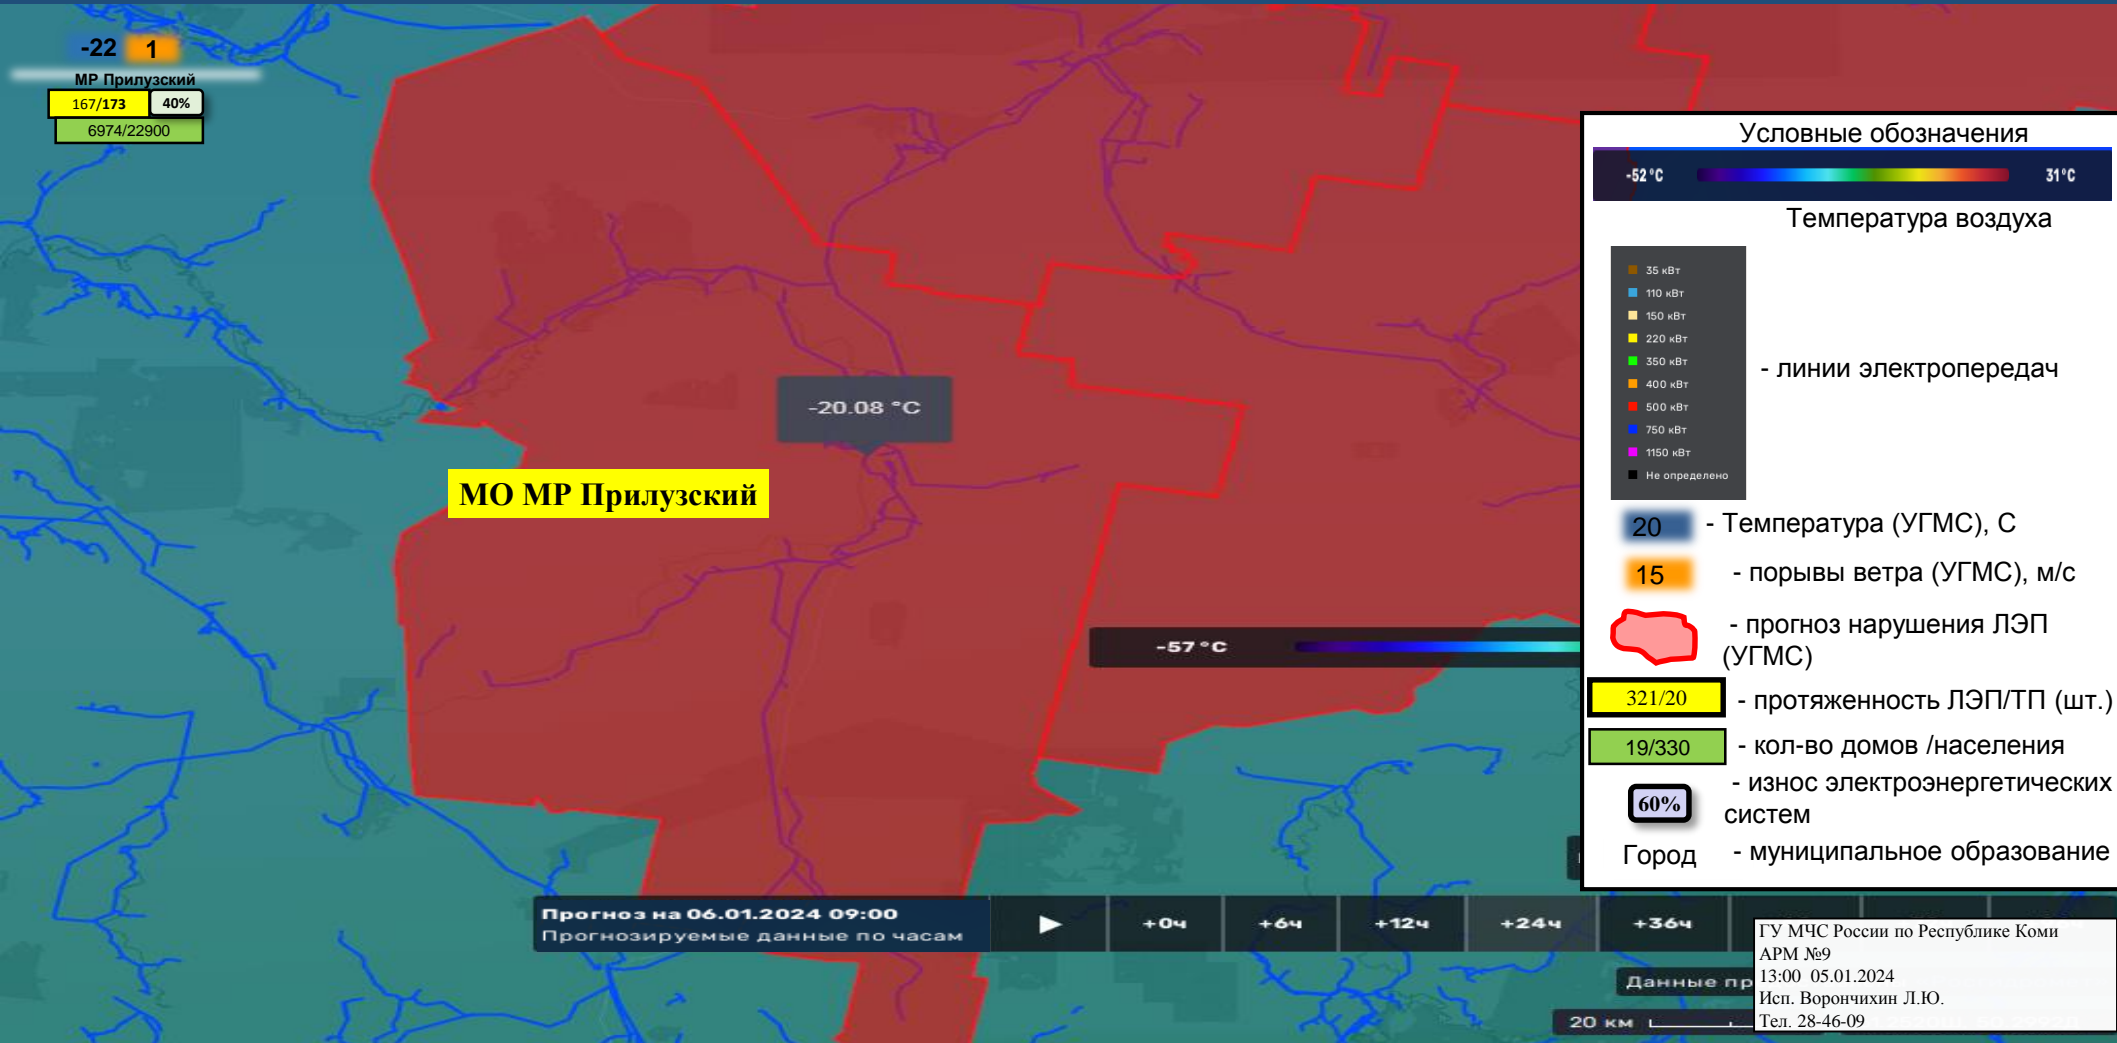 -22 1
МР Прилузский
167/173 40%
6974/22900
-20.08 °C
МО МР Прилузский
-57 °C
Условные обозначения
-52 °C 31 °C
Температура воздуха
35 кВт
110 кВт
150 кВт
220 кВт
350 кВт
400 кВт
500 кВт
750 кВт
1150 кВт
Не определено
- линии электропередач
20 - Температура (УГМС), С
15 - порывы ветра (УГМС), м/с
- прогноз нарушения ЛЭП
(УГМС)
321/20 - протяженность ЛЭП/ТП (шт.)
19/330 - кол-во домов /населения
60% - износ электроэнергетических
систем
Город - муниципальное образование
Прогноз на 06.01.2024 09:00
Прогнозируемые данные по часам
+0ч +6ч +12ч +24ч +36ч
Данные пр
20 км
ГУ МЧС России по Республике Коми
АРМ №9
13:00 05.01.2024
Исп. Ворончихин Л.Ю.
Тел. 28-46-09